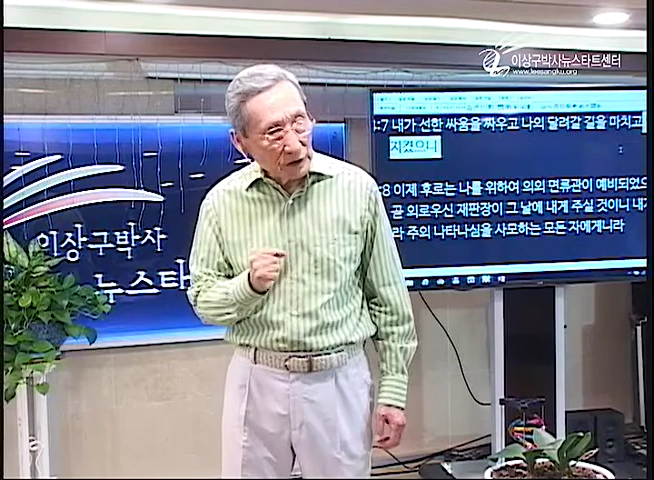 이상구박사뉴스타트센터
www.leesangku.org
:7 내가 선한 싸움을 싸우고 나의 달려갈 길을 마치고
지켰으니
:8 이제 후로는 나를 위하여 의의 면류관이 예비되었으
곧 의로우신 재판장이 그 날에 내게 주실 것이니 내게
라 주의 나타나심을 사모하는 모든 자에게니라
이상구박사
뉴스타